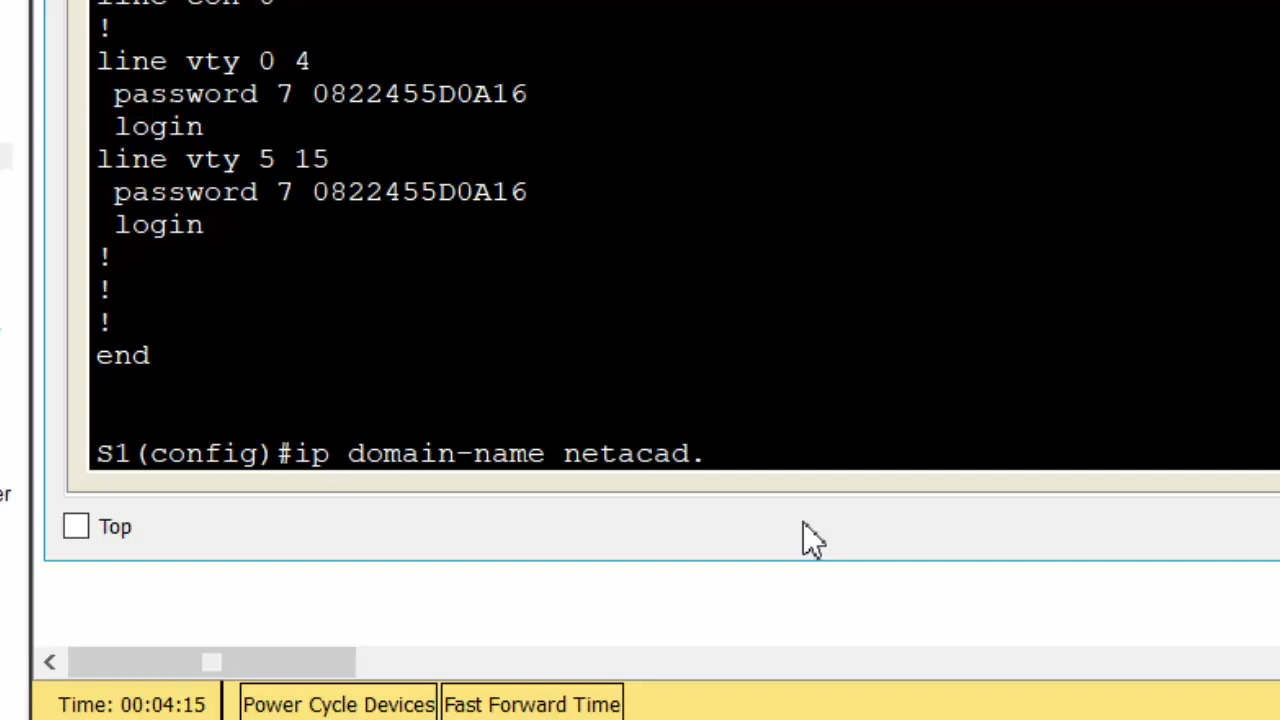 !
line vty 0 4
password 7 0822455D0A16
login
line vty 5 15
password 7 0822455D0A16
login
!
!
!
end
S1(config)#ip domain-name netacad.
er
Top
Time: 00:04:15 Power Cycle Devices Fast Forward Time